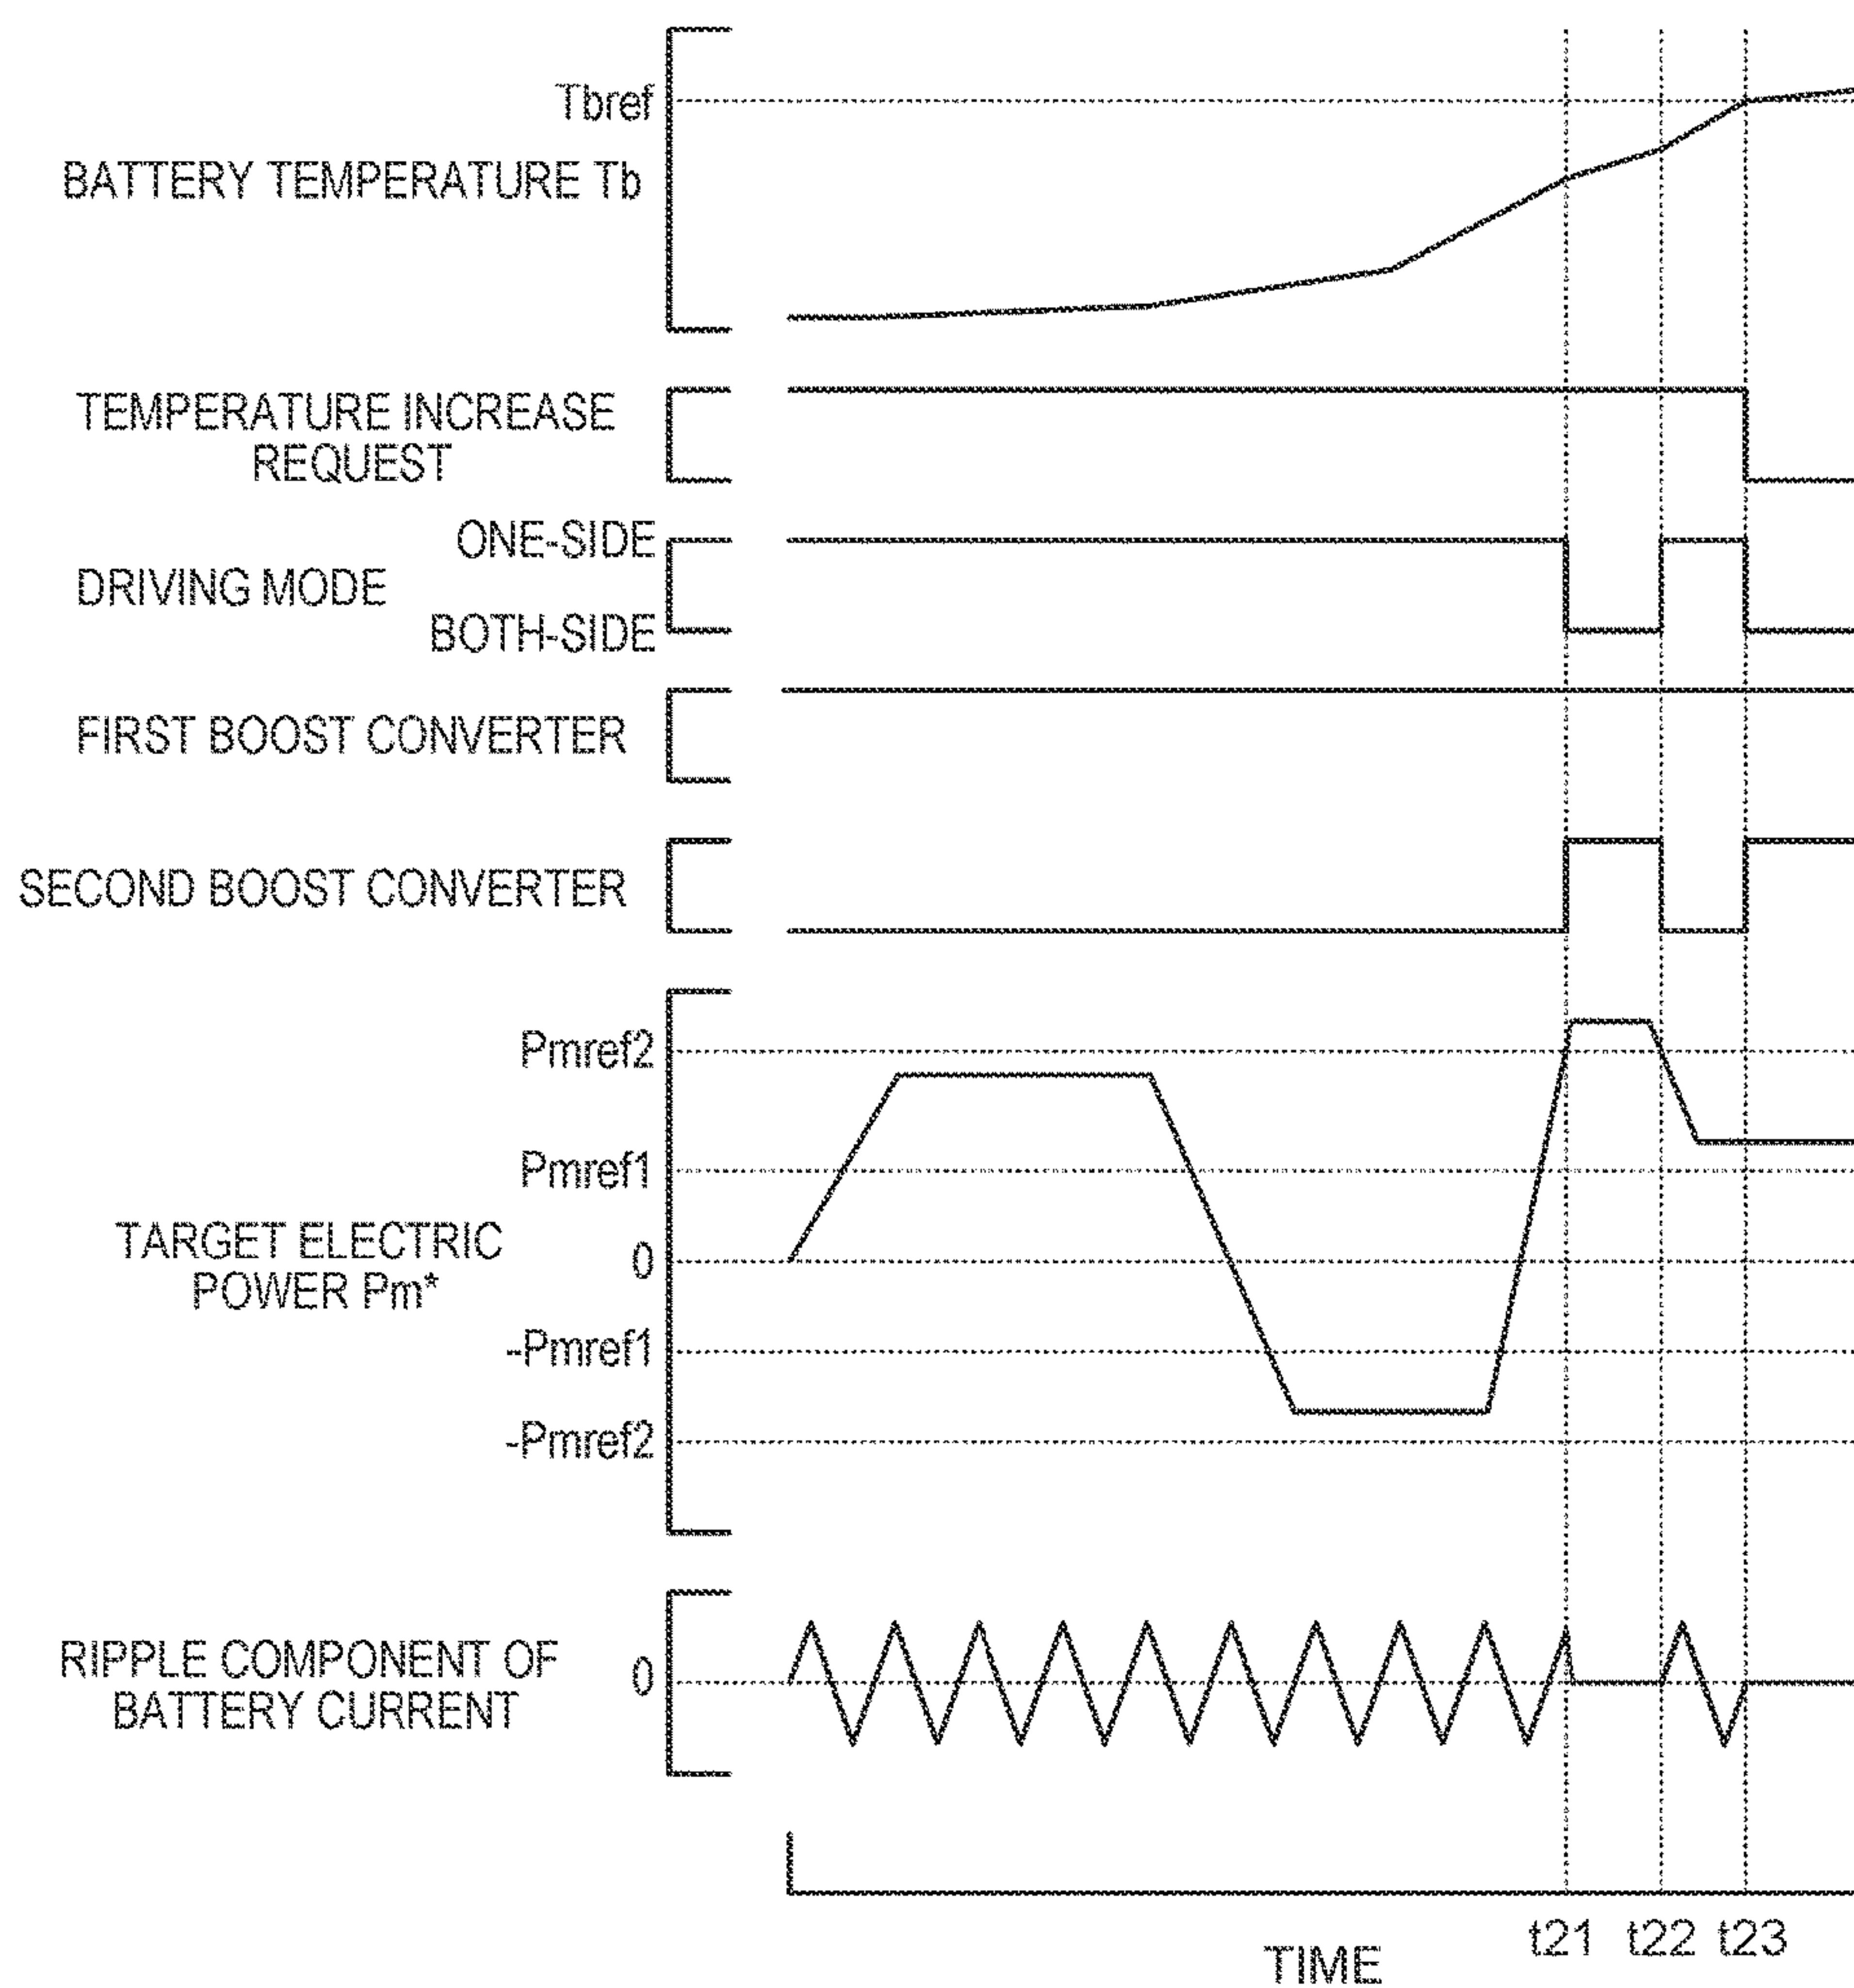 Tbref
BATTERY TEMPERATURE Tb
TEMPERATURE INCREASE
REQUEST
ONE-SIDE
DRIVING MODE
BOTH-SIDE
FIRST BOOST CONVERTER
SECOND BOOST CONVERTER
Pmref2
Pmref1
TARGET ELECTRIC
POWER Pm*
0
-Pmref1
-Pmref2
RIPPLE COMPONENT OF
BATTERY CURRENT
0
t21 t22 t23
TIME